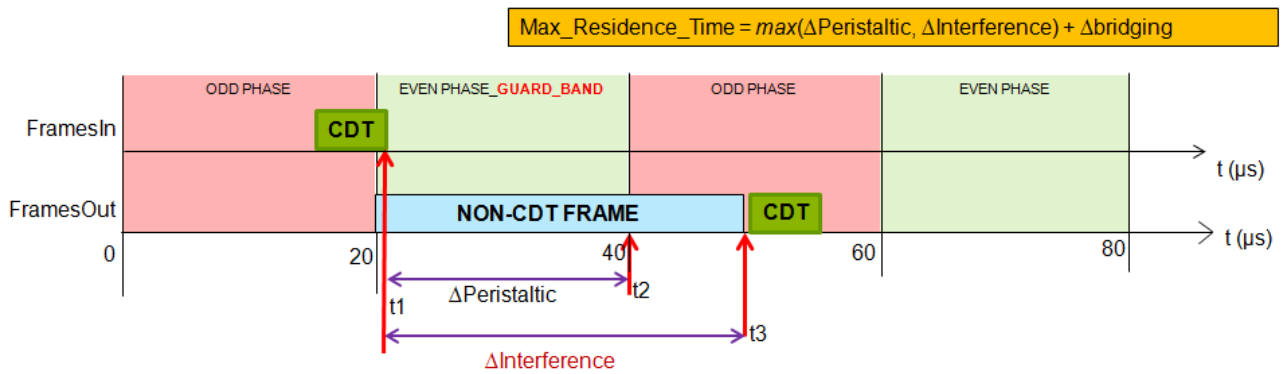 Max_Residence_Time = max(ΔPeristaltic, ΔInterference) + Δbridging
ODD PHASE
EVEN PHASE_GUARD_BAND
ODD PHASE
EVEN PHASE
FramesIn
CDT
t (µs)
FramesOut
NON-CDT FRAME
CDT
t (µs)
0
20
40
60
80
ΔPeristaltic
t1
t2
t3
ΔInterference